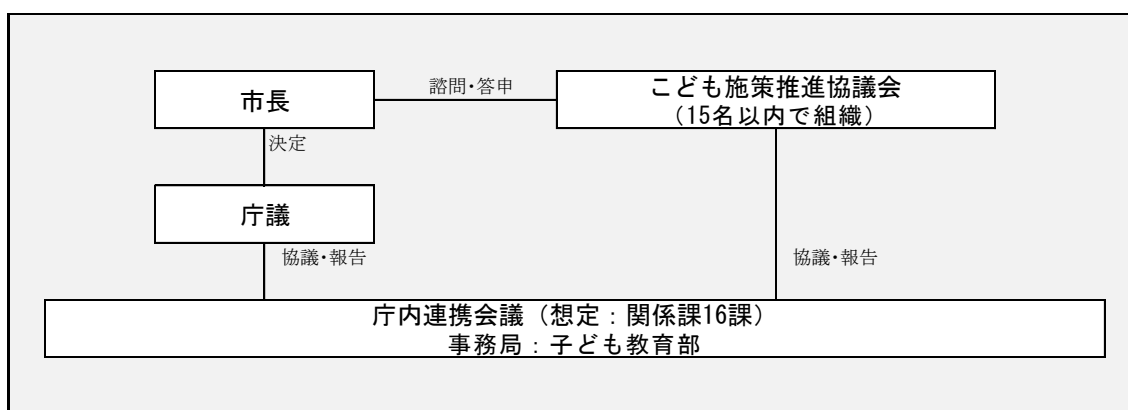 市長
諮問・答申
こども施策推進協議会
（15名以内で組織）
決定
庁議
協議・報告
協議・報告
庁内連携会議（想定：関係課16課）
事務局：子ども教育部